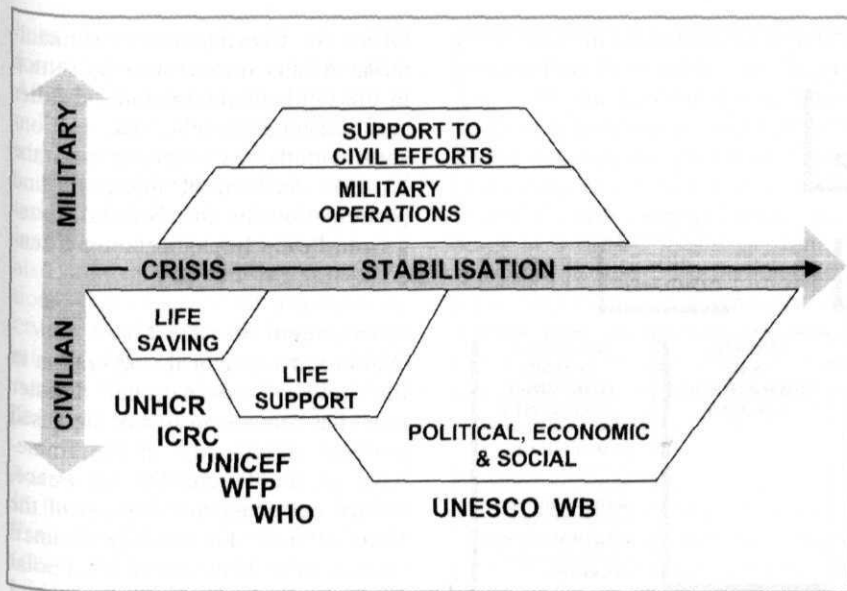 MILITARY
SUPPORT TO
CIVIL EFFORTS
MILITARY
OPERATIONS
CRISIS
STABILISATION
CIVILIAN
LIFE
SAVING
LIFE
SUPPORT
POLITICAL, ECONOMIC
& SOCIAL
UNHCR
ICRC
UNICEF
WFP
WHO
UNESCO WB